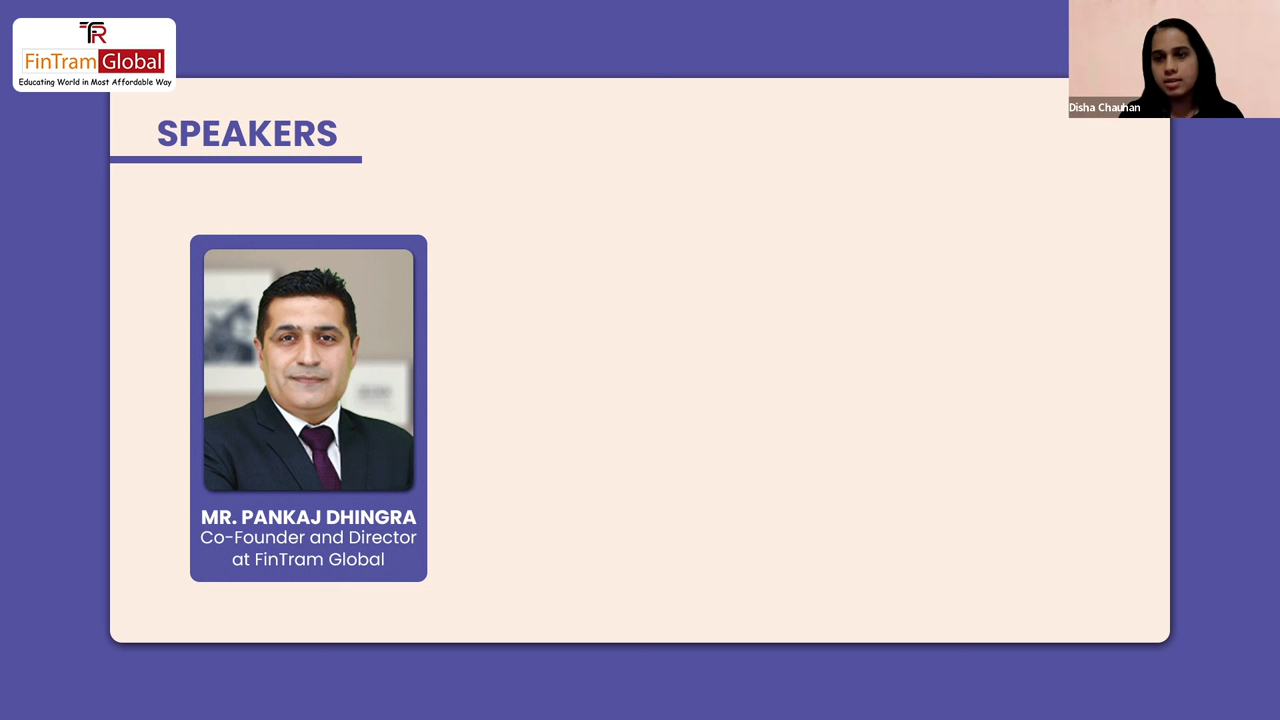 TR
FinTram Global
Educating World in Most Affordable Way
Disha Chauhan
SPEAKERS
MR. PANKAJ DHINGRA
Co-Founder and Director
at FinTram Global